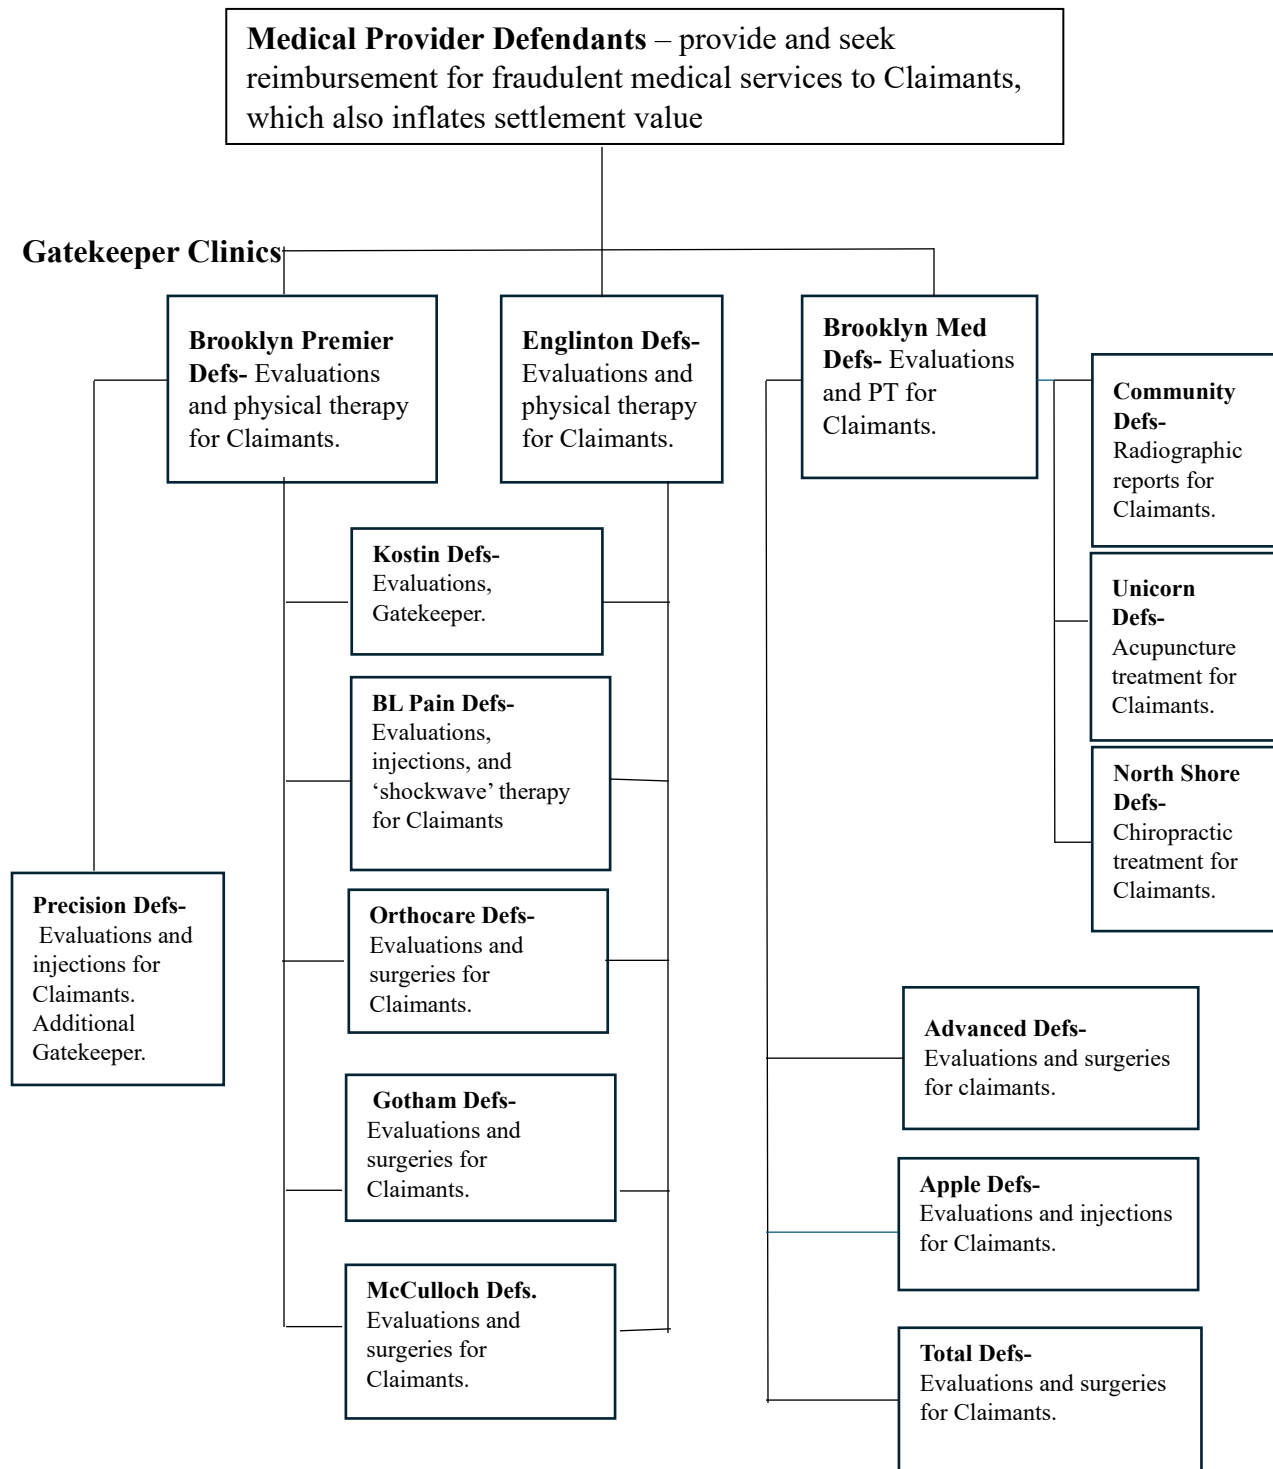 Medical Provider Defendants – provide and seek
reimbursement for fraudulent medical services to Claimants,
which also inflates settlement value
Gatekeeper Clinics
Brooklyn Premier
Defs- Evaluations
and physical therapy
for Claimants.
Englinton Defs-
Evaluations and
physical therapy
for Claimants.
Brooklyn Med
Defs- Evaluations
and PT for
Claimants.
Community
Defs-
Radiographic
reports for
Claimants.
Kostin Defs-
Evaluations,
Gatekeeper.
Unicorn
Defs-
Acupuncture
treatment for
Claimants.
BL Pain Defs-
Evaluations,
injections, and
‘shockwave’ therapy
for Claimants
North Shore
Defs-
Chiropractic
treatment for
Claimants.
Precision Defs-
Evaluations and
injections for
Claimants.
Additional
Gatekeeper.
Orthocare Defs-
Evaluations and
surgeries for
Claimants.
Advanced Defs-
Evaluations and surgeries
for claimants.
Gotham Defs-
Evaluations and
surgeries for
Claimants.
Apple Defs-
Evaluations and injections
for Claimants.
McCulloch Defs.
Evaluations and
surgeries for
Claimants.
Total Defs-
Evaluations and surgeries
for Claimants.